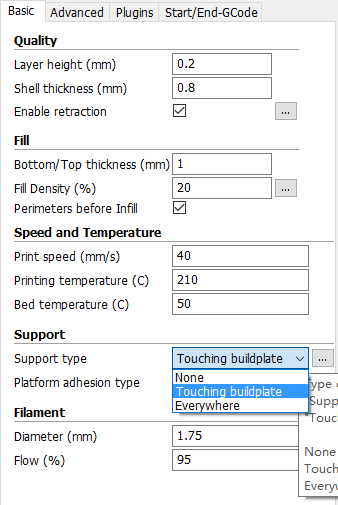 Basic Advanced Plugins Start/End-GCode
Quality
Layer height (mm) 0.2
Shell thickness (mm) 0.8
Enable retraction ...
Fill
Bottom/Top thickness (mm) 1
Fill Density (%) 20 ...
Perimeters before Infill
Speed and Temperature
Print speed (mm/s) 40
Printing temperature (C) 210
Bed temperature (C) 50
Support
Support type Touching buildplate ...
None
Platform adhesion type
Touching buildplate
Everywhere
Filament
Diameter (mm) 1.75
Flow (%) 95
Type
"Supp
"Touc
None
Touch
Everyw